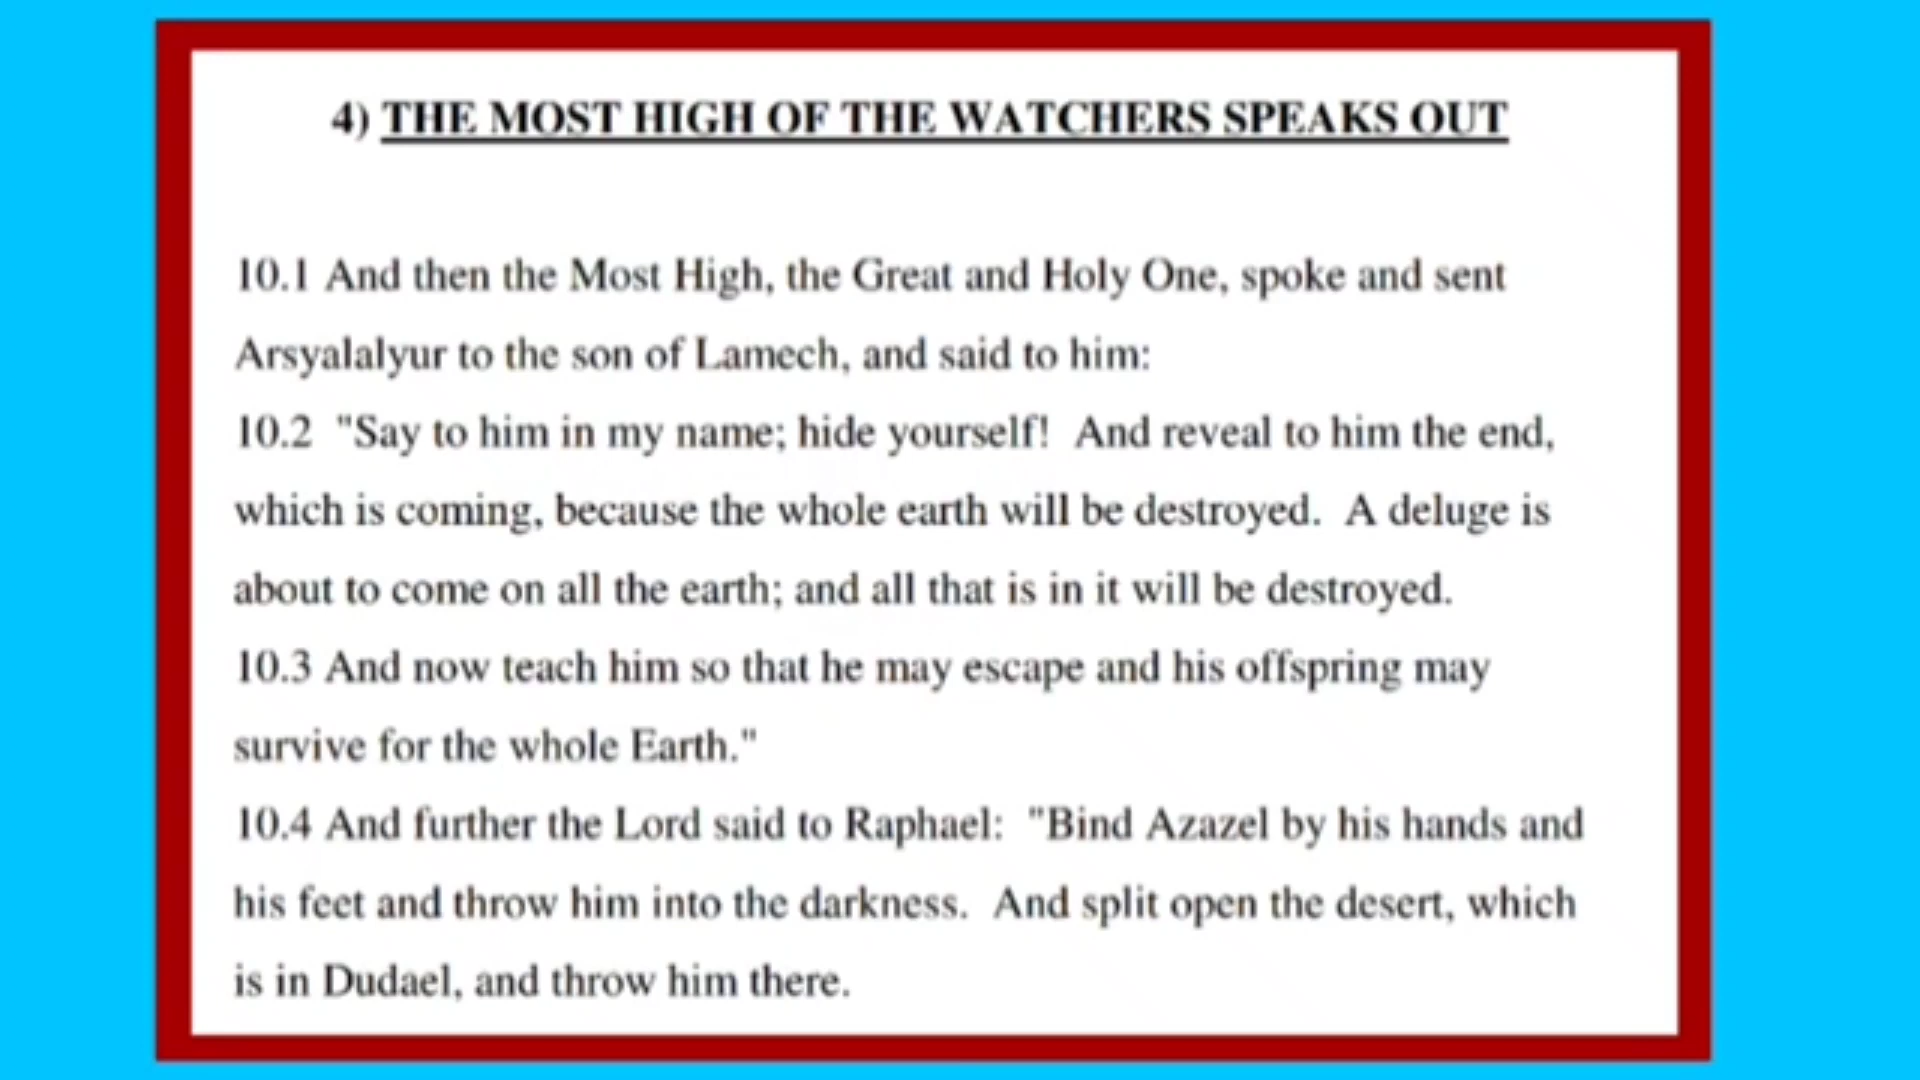 4) THE MOST HIGH OF THE WATCHERS SPEAKS OUT
10.1 And then the Most High, the Great and Holy One, spoke and sent
Arsyalalyur to the son of Lamech, and said to him:
10.2  "Say to him in my name; hide yourself!  And reveal to him the end,
which is coming, because the whole earth will be destroyed.  A deluge is
about to come on all the earth; and all that is in it will be destroyed.
10.3 And now teach him so that he may escape and his offspring may
survive for the whole Earth."
10.4 And further the Lord said to Raphael:  "Bind Azazel by his hands and
his feet and throw him into the darkness.  And split open the desert, which
is in Dudael, and throw him there.